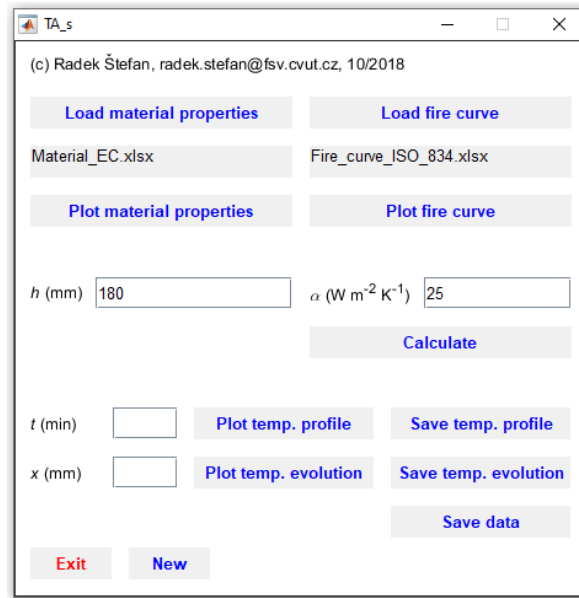 TA_s
(c) Radek Štefan, radek.stefan@fsv.cvut.cz, 10/2018
Load material properties Load fire curve
Material_EC.xlsx Fire_curve_ISO_834.xlsx
Plot material properties Plot fire curve
h (mm) 180 α (W m⁻² K⁻¹) 25
Calculate
t (min) Plot temp. profile Save temp. profile
x (mm) Plot temp. evolution Save temp. evolution
Save data
Exit New